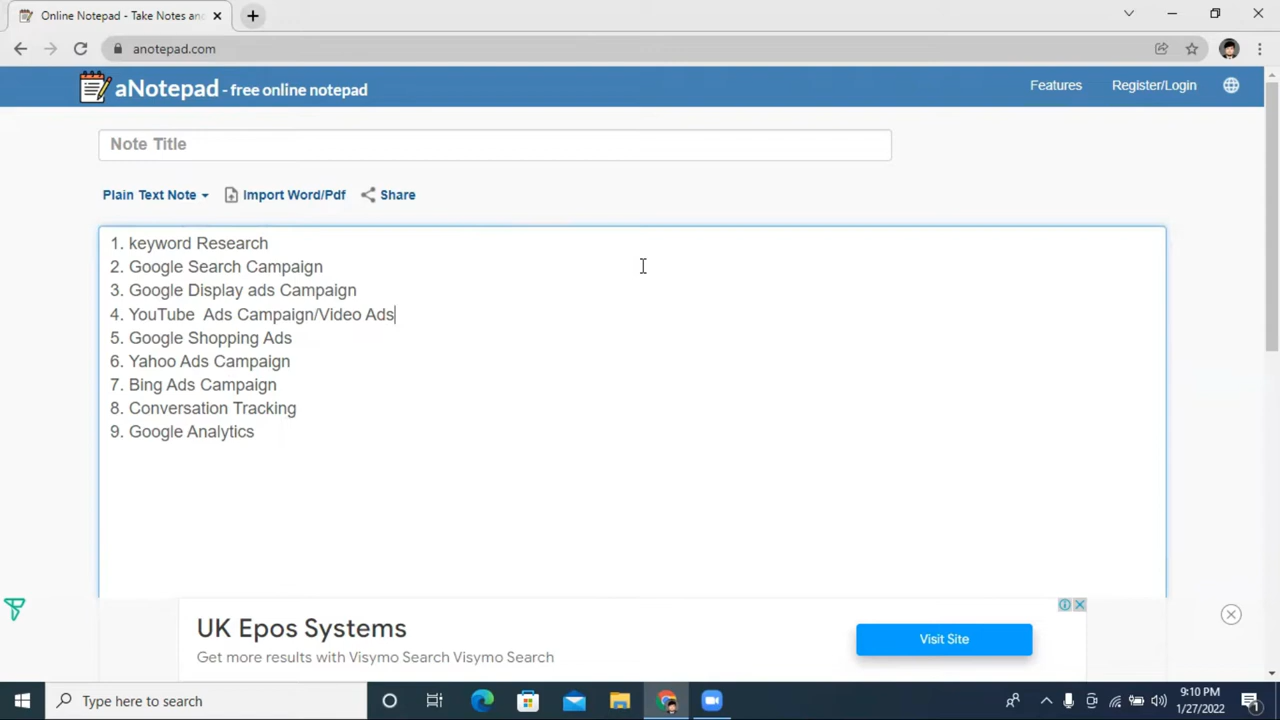 Online Notepad - Take Notes an
anotepad.com
aNotepad - free online notepad
Features
Register/Login
Note Title
Plain Text Note
Import Word/Pdf
Share
1. keyword Research
2. Google Search Campaign
3. Google Display ads Campaign
4. YouTube  Ads Campaign/Video Ads
5. Google Shopping Ads
6. Yahoo Ads Campaign
7. Bing Ads Campaign
8. Conversation Tracking
9. Google Analytics
UK Epos Systems
Get more results with Visymo Search Visymo Search
Visit Site
Type here to search
9:10 PM
1/27/2022
1